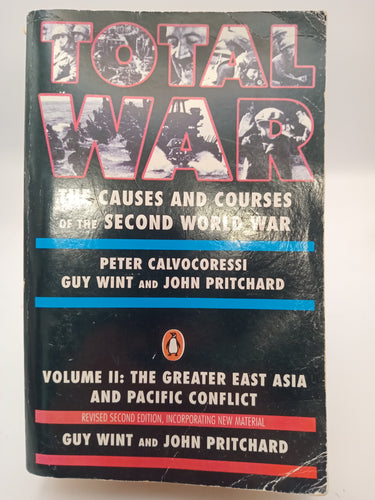 TOTAL
WAR
THE CAUSES AND COURSES
OF THE SECOND WORLD WAR
PETER CALVOCORESSI
GUY WINT AND JOHN PRITCHARD
VOLUME II: THE GREATER EAST ASIA
AND PACIFIC CONFLICT
REVISED SECOND EDITION, INCORPORATING NEW MATERIAL
GUY WINT AND JOHN PRITCHARD